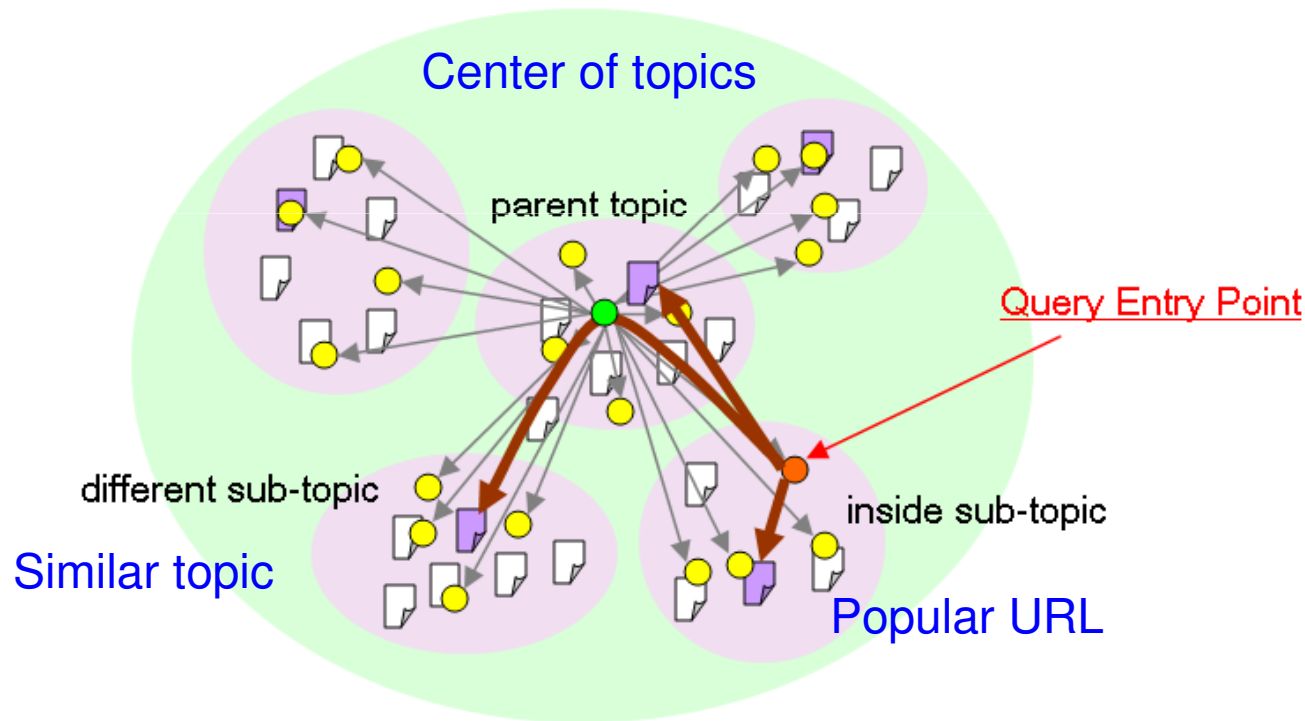 Center of topics
parent topic
Query Entry Point
different sub-topic
inside sub-topic
Similar topic
Popular URL